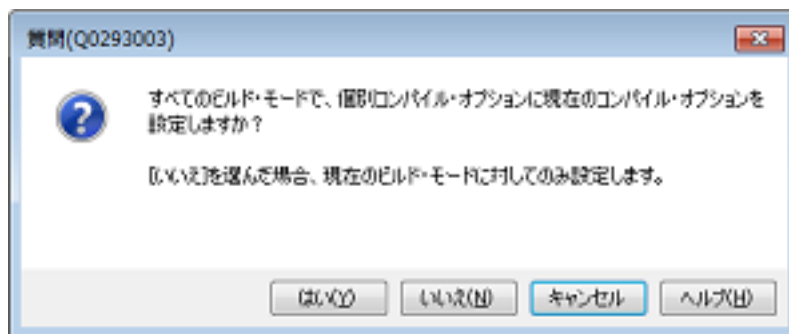 質問(Q0293003)
すべてのビルド・モードで、個別コンパイル・オプションに現在のコンパイル・オプションを
設定しますか？
[いいえ]を選んだ場合、現在のビルド・モードに対してのみ設定します。
はい(Y)
いいえ(N)
キャンセル
ヘルプ(H)